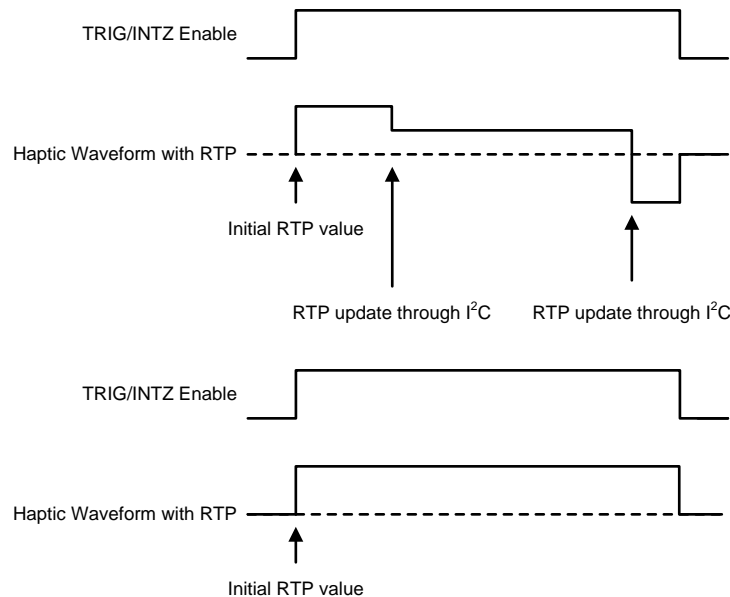 TRIG/INTZ Enable
Haptic Waveform with RTP
Initial RTP value
RTP update through I²C
RTP update through I²C
TRIG/INTZ Enable
Haptic Waveform with RTP
Initial RTP value